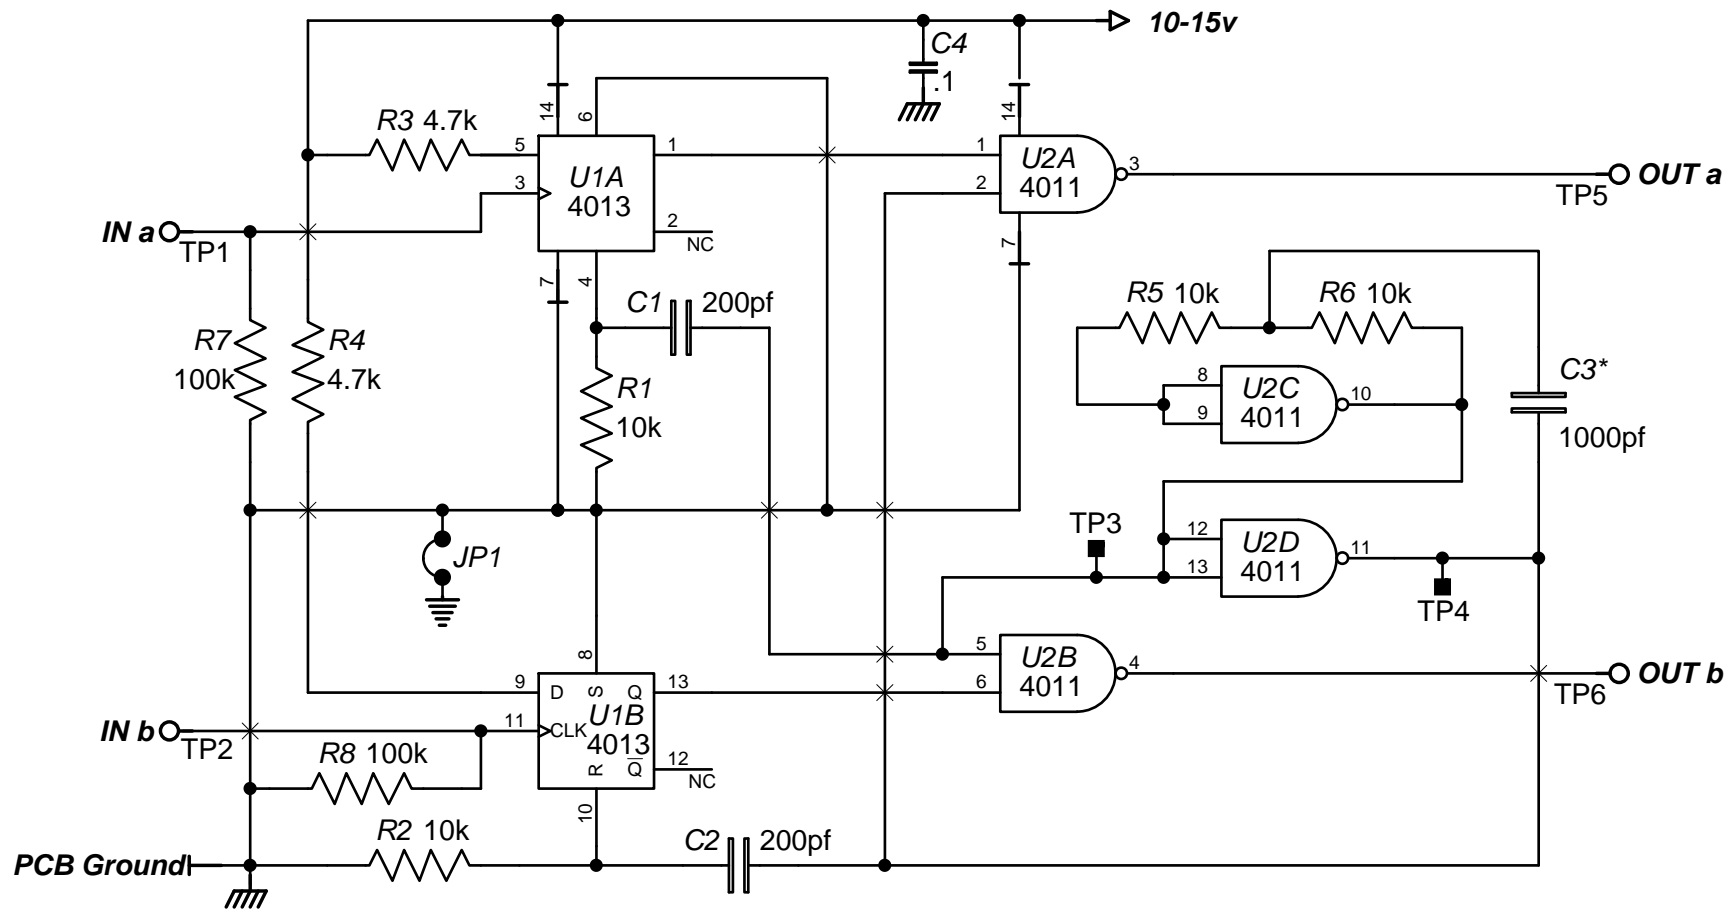 10-15v
C4
.1
14
6
14
R3 4.7k
5
1
1
U2A
4011
3
OUT a
TP5
3
U1A
4013
2
2
NC
IN a
TP1
7
4
7
C1 200pf
R5 10k
R6 10k
R7
100k
R4
4.7k
R1
10k
8
9
U2C
4011
10
C3*
1000pf
JP1
TP3
12
13
U2D
4011
11
TP4
8
5
6
U2B
4011
4
OUT b
TP6
9
D
S
Q
13
U1B
4013
IN b
TP2
11
CLK
R
Q̅
12
NC
R8 100k
10
R2 10k
C2 200pf
PCB Ground